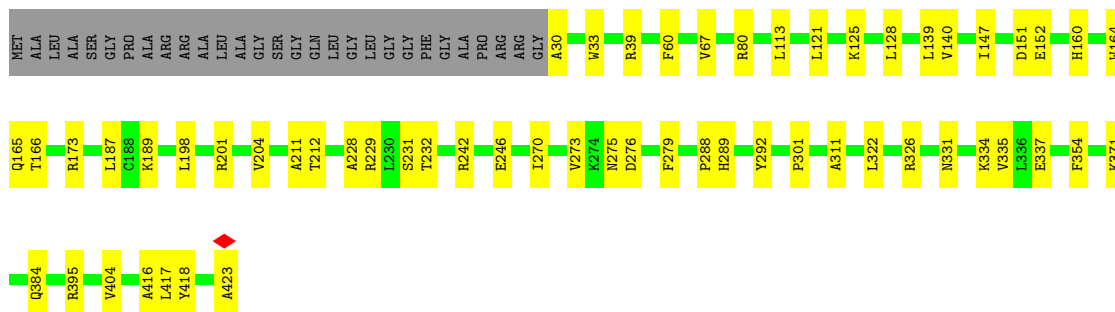 MET ALA LEU ALA SER GLY PRO ALA ARG ARG ALA LEU ALA GLY SER GLY GLN LEU GLY LEU GLY GLY PHE GLY ALA PRO ARG ARG GLY A30 W33 R39 F60 V67 R80 L113 L121 K125 L128 L139 V140 I147 D151 E152 H160 W164
Q165 T166 R173 L187 C188 K189 L198 R201 V204 A211 T212 A228 R229 L230 S231 T232 R242 E246 I270 V273 K274 N275 D276 F279 P288 H289 Y292 P301 A311 L322 R326 N331 K334 V335 L336 E337 F354 K371
Q384 R395 V404 A416 L417 Y418 A423